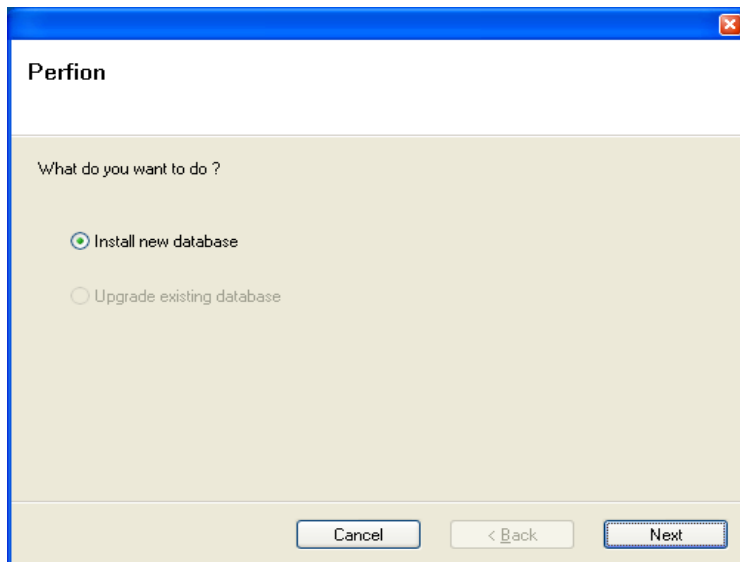 Perfion
What do you want to do ?
Install new database
Upgrade existing database
Cancel
< Back
Next